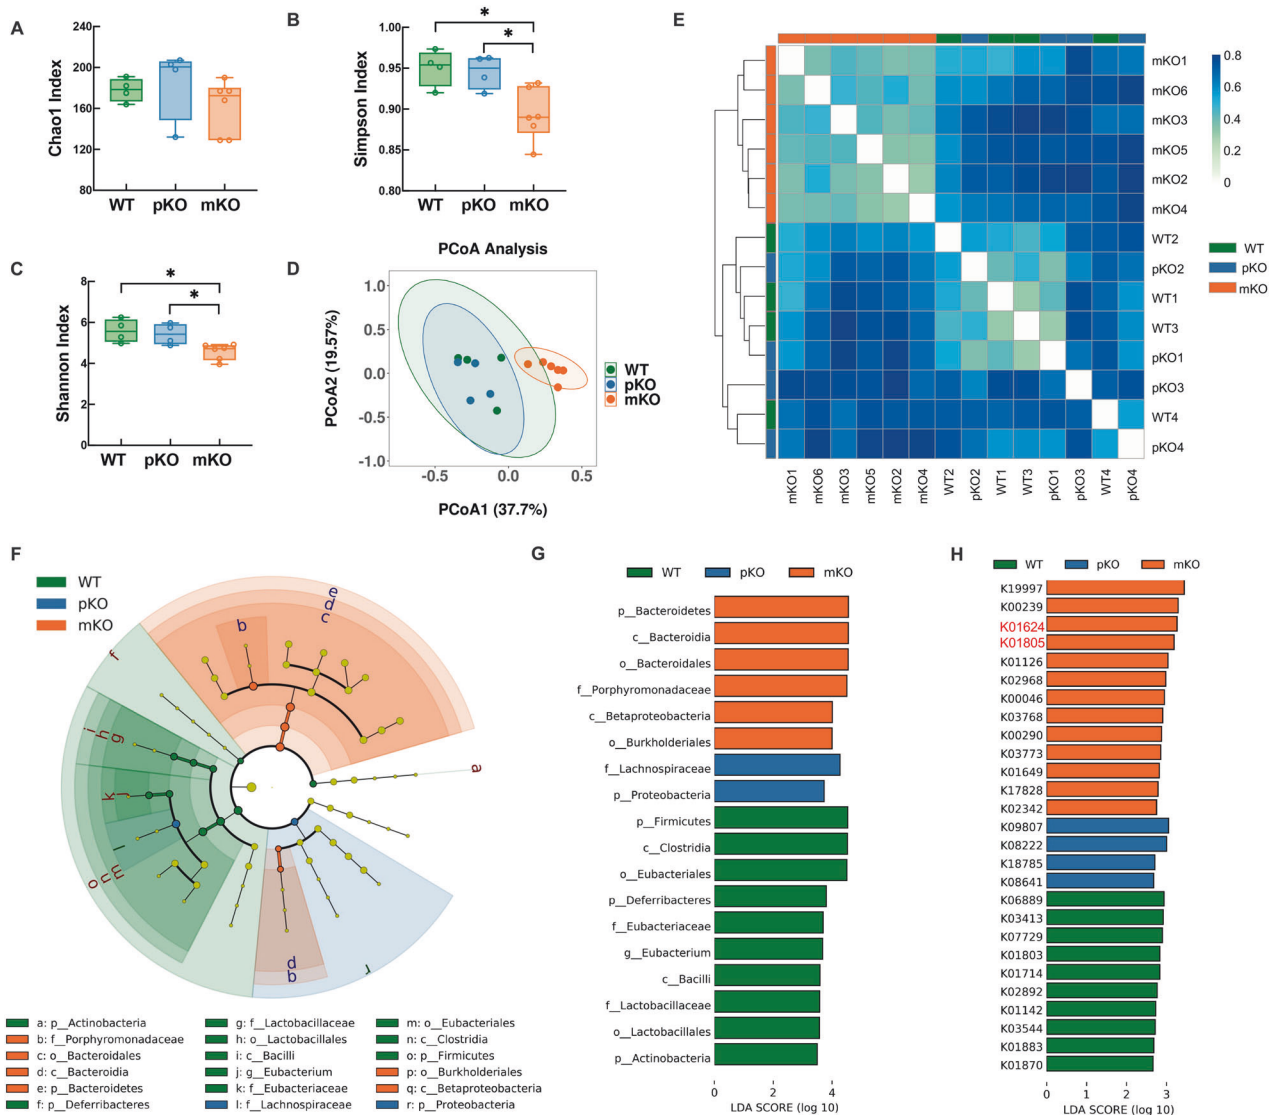 A
Chao1 Index
240
200
160
120
80
WT pKO mKO
B
Simpson Index
1.00
0.95
0.90
0.85
0.80
*
*
WT pKO mKO
C
Shannon Index
8
6
4
2
0
*
*
WT pKO mKO
D
PCoA Analysis
PCoA2 (19.57%)
1.0
0.5
0.0
-0.5
-1.0
-0.5 0.0 0.5
PCoA1 (37.7%)
WT
pKO
mKO
E
mKO1
mKO6
mKO3
mKO5
mKO2
mKO4
WT2
pKO2
WT1
WT3
pKO1
pKO3
WT4
pKO4
mKO1 mKO6 mKO3 mKO5 mKO2 mKO4 WT2 pKO2 WT1 WT3 pKO1 pKO3 WT4 pKO4
0.8
0.6
0.4
0.2
0
WT
pKO
mKO
F
WT
pKO
mKO
e
d
c
b
f
a
i h g
k j
l
o n m
d
b
r
a: p__Actinobacteria
b: f__Porphyromonadaceae
c: o__Bacteroidales
d: c__Bacteroidia
e: p__Bacteroidetes
f: p__Deferribacteres
g: f__Lactobacillaceae
h: o__Lactobacillales
i: c__Bacilli
j: g__Eubacterium
k: f__Eubacteriaceae
l: f__Lachnospiraceae
m: o__Eubacteriales
n: c__Clostridia
o: p__Firmicutes
p: o__Burkholderiales
q: c__Betaproteobacteria
r: p__Proteobacteria
G
WT pKO mKO
p__Bacteroidetes
c__Bacteroidia
o__Bacteroidales
f__Porphyromonadaceae
c__Betaproteobacteria
o__Burkholderiales
f__Lachnospiraceae
p__Proteobacteria
p__Firmicutes
c__Clostridia
o__Eubacteriales
p__Deferribacteres
f__Eubacteriaceae
g__Eubacterium
c__Bacilli
f__Lactobacillaceae
o__Lactobacillales
p__Actinobacteria
0 2 4
LDA SCORE (log 10)
H
WT pKO mKO
K19997
K00239
K01624
K01805
K01126
K02968
K00046
K03768
K00290
K03773
K01649
K17828
K02342
K09807
K08222
K18785
K08641
K06889
K03413
K07729
K01803
K01714
K02892
K01142
K03544
K01883
K01870
0 1 2 3
LDA SCORE (log 10)